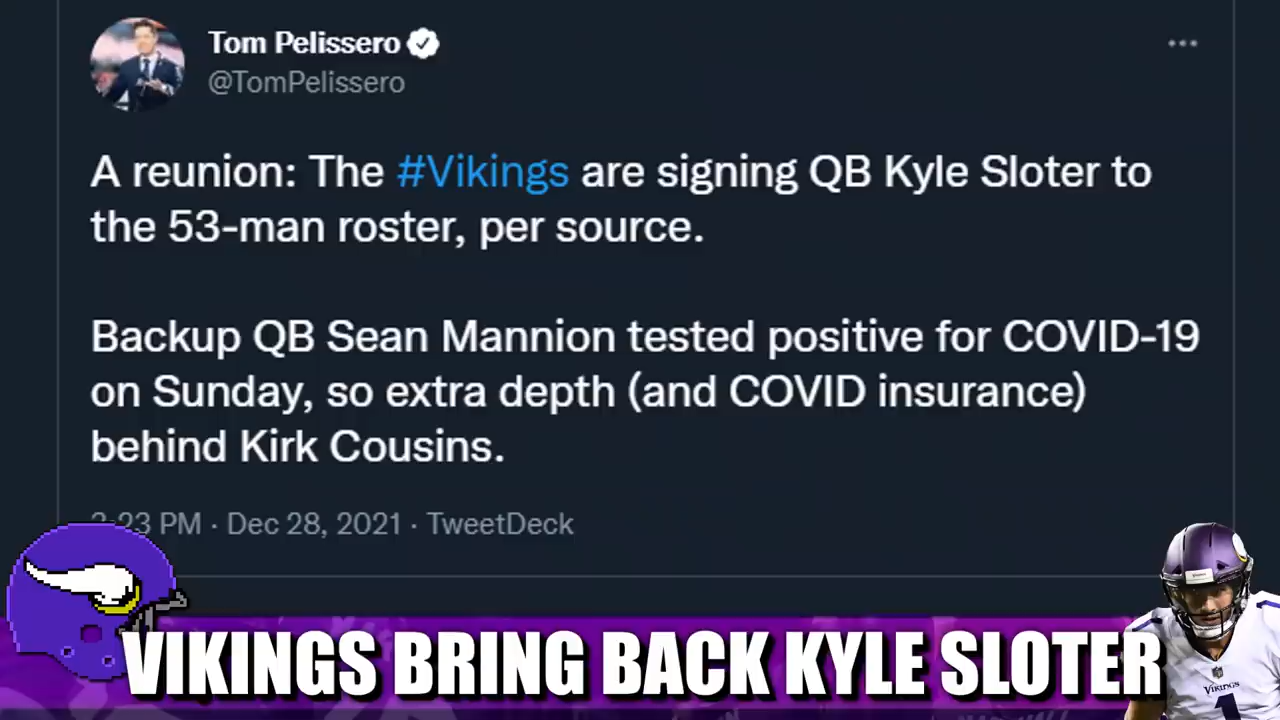 Tom Pelissero
@TomPelissero
A reunion: The #Vikings are signing QB Kyle Sloter to
the 53-man roster, per source.
Backup QB Sean Mannion tested positive for COVID-19
on Sunday, so extra depth (and COVID insurance)
behind Kirk Cousins.
PM · Dec 28, 2021 · TweetDeck
VIKINGS BRING BACK KYLE SLOTER
VIKINGS
1